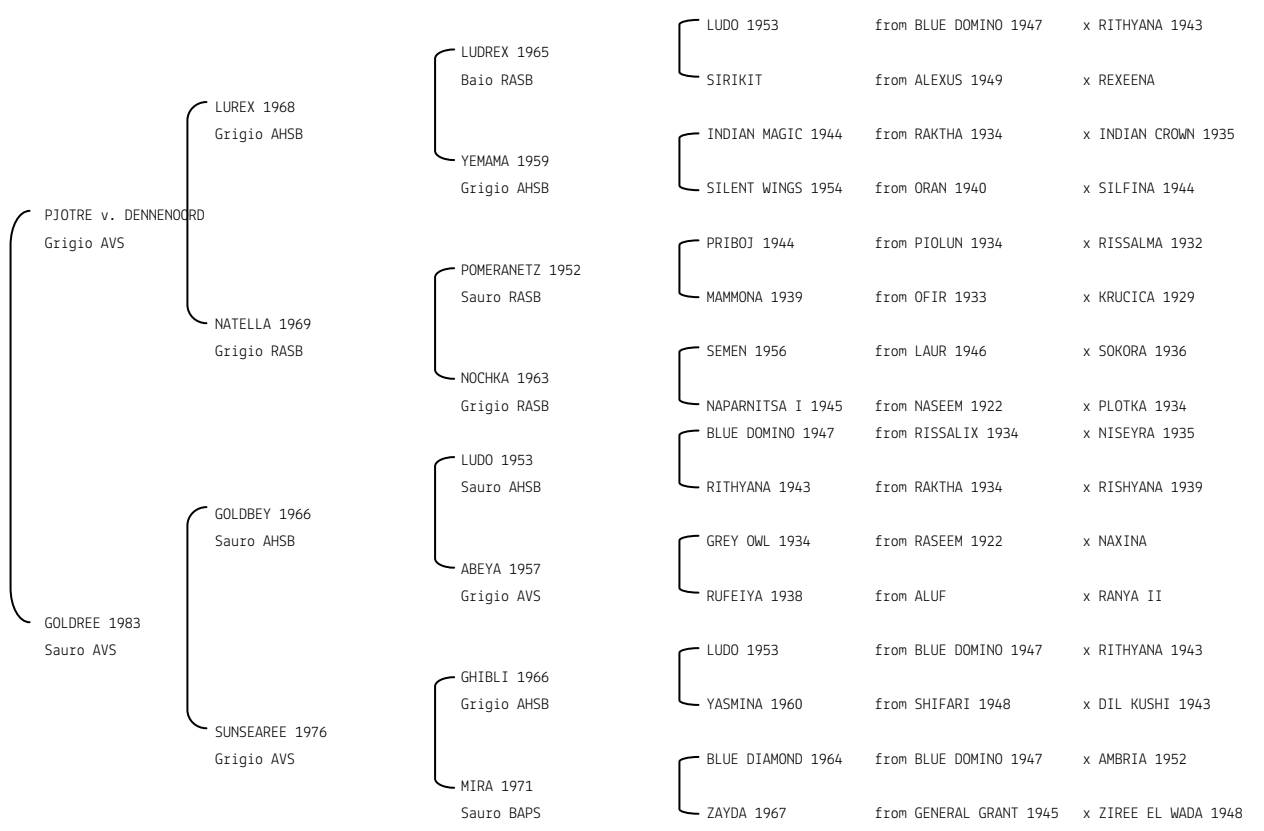 LUDO 1953 from BLUE DOMINO 1947 x RITHYANA 1943
LUDREX 1965
Baio RASB SIRIKIT from ALEXUS 1949 x REXEENA
LUREX 1968
Grigio AHSB INDIAN MAGIC 1944 from RAKTHA 1934 x INDIAN CROWN 1935
YEMAMA 1959
Grigio AHSB SILENT WINGS 1954 from ORAN 1940 x SILFINA 1944
PJOTRE v. DENNENOORD
Grigio AVS PRIBOJ 1944 from PIOLUN 1934 x RISSALMA 1932
POMERANETZ 1952
Sauro RASB MAMMONA 1939 from OFIR 1933 x KRUCICA 1929
NATELLA 1969
Grigio RASB SEMEN 1956 from LAUR 1946 x SOKORA 1936
NOCHKA 1963
Grigio RASB NAPARNITSA I 1945 from NASEEM 1922 x PLOTKA 1934
BLUE DOMINO 1947 from RISSALIX 1934 x NISEYRA 1935
LUDO 1953
Sauro AHSB RITHYANA 1943 from RAKTHA 1934 x RISHYANA 1939
GOLDBEY 1966
Sauro AHSB GREY OWL 1934 from RASEEM 1922 x NAXINA
ABEYA 1957
Grigio AVS RUFEIYA 1938 from ALUF x RANYA II
GOLDREE 1983
Sauro AVS LUDO 1953 from BLUE DOMINO 1947 x RITHYANA 1943
GHIBLI 1966
Grigio AHSB YASMINA 1960 from SHIFARI 1948 x DIL KUSHI 1943
SUNSEAREE 1976
Grigio AVS BLUE DIAMOND 1964 from BLUE DOMINO 1947 x AMBRIA 1952
MIRA 1971
Sauro BAPS ZAYDA 1967 from GENERAL GRANT 1945 x ZIREE EL WADA 1948